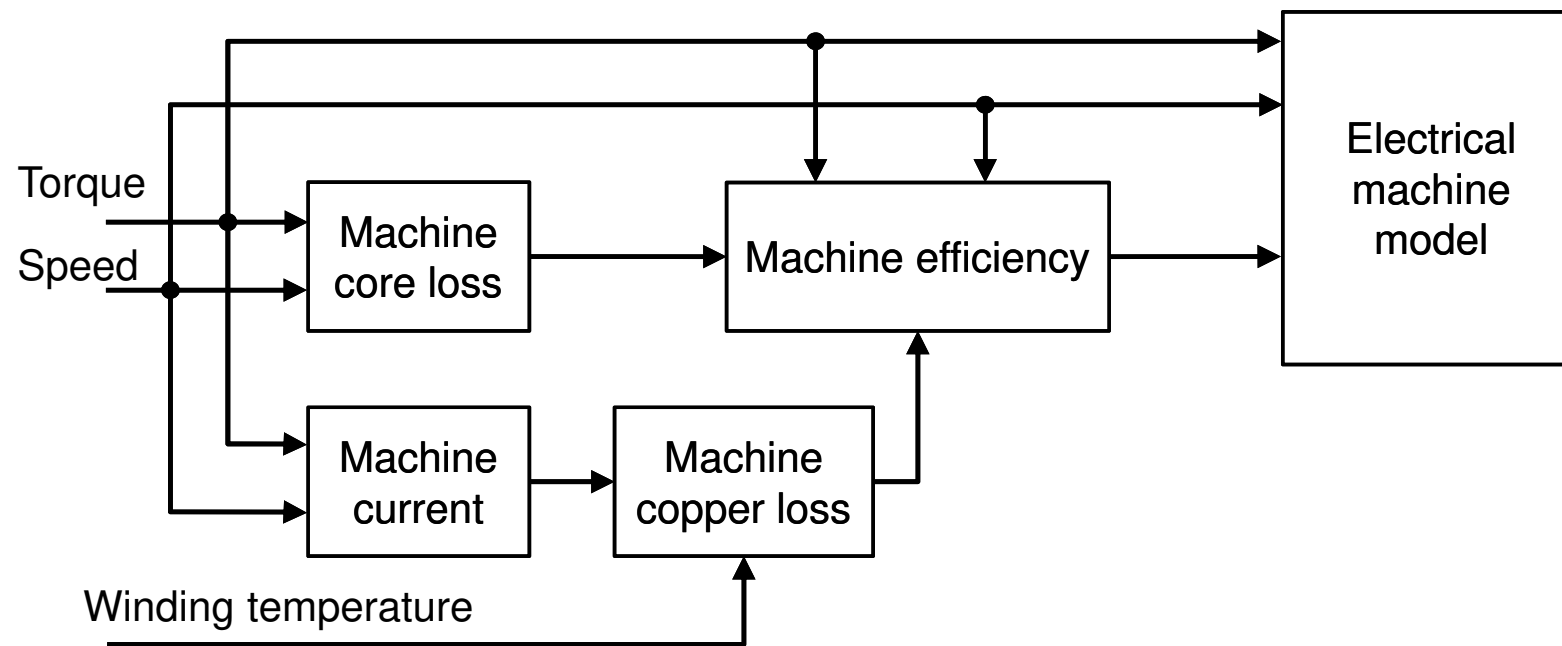 Torque
Speed
Machine
core loss
Machine efficiency
Electrical
machine
model
Machine
current
Machine
copper loss
Winding temperature